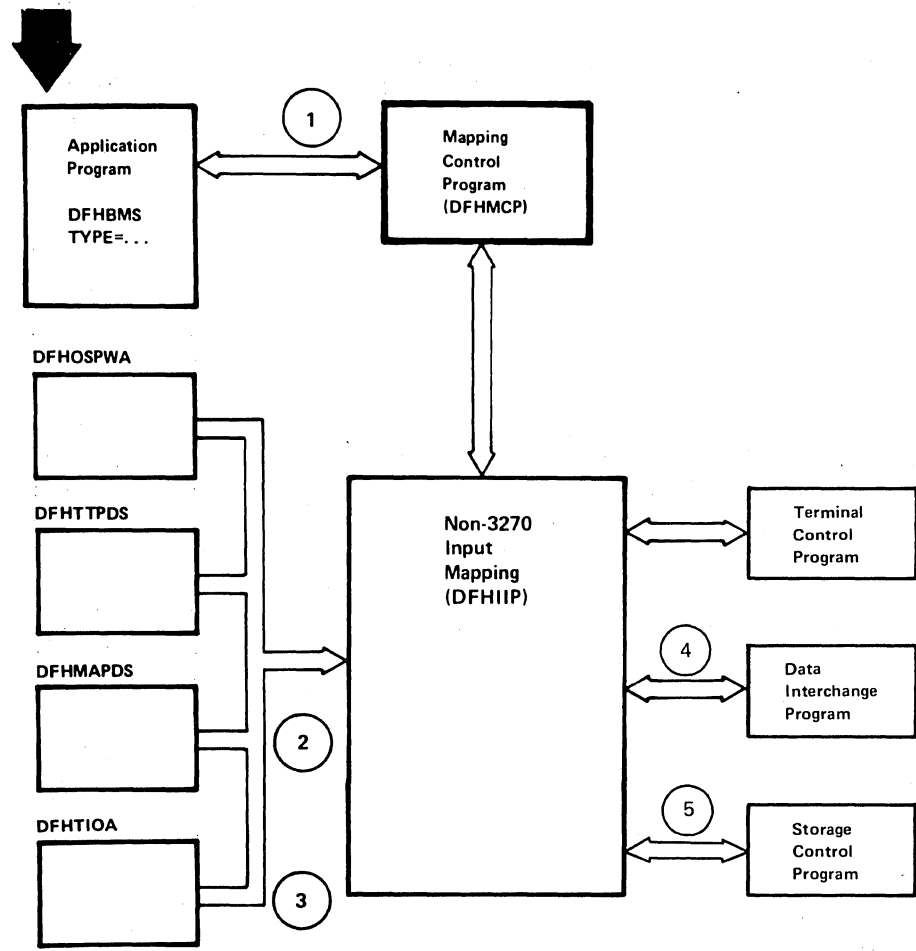 1
Application
Program
DFHBMS
TYPE=...
Mapping
Control
Program
(DFHMCP)
DFHOSPWA
DFHTTPDS
DFHMAPDS
DFHTIOA
2
3
Non-3270
Input
Mapping
(DFHIIP)
Terminal
Control
Program
4
Data
Interchange
Program
5
Storage
Control
Program